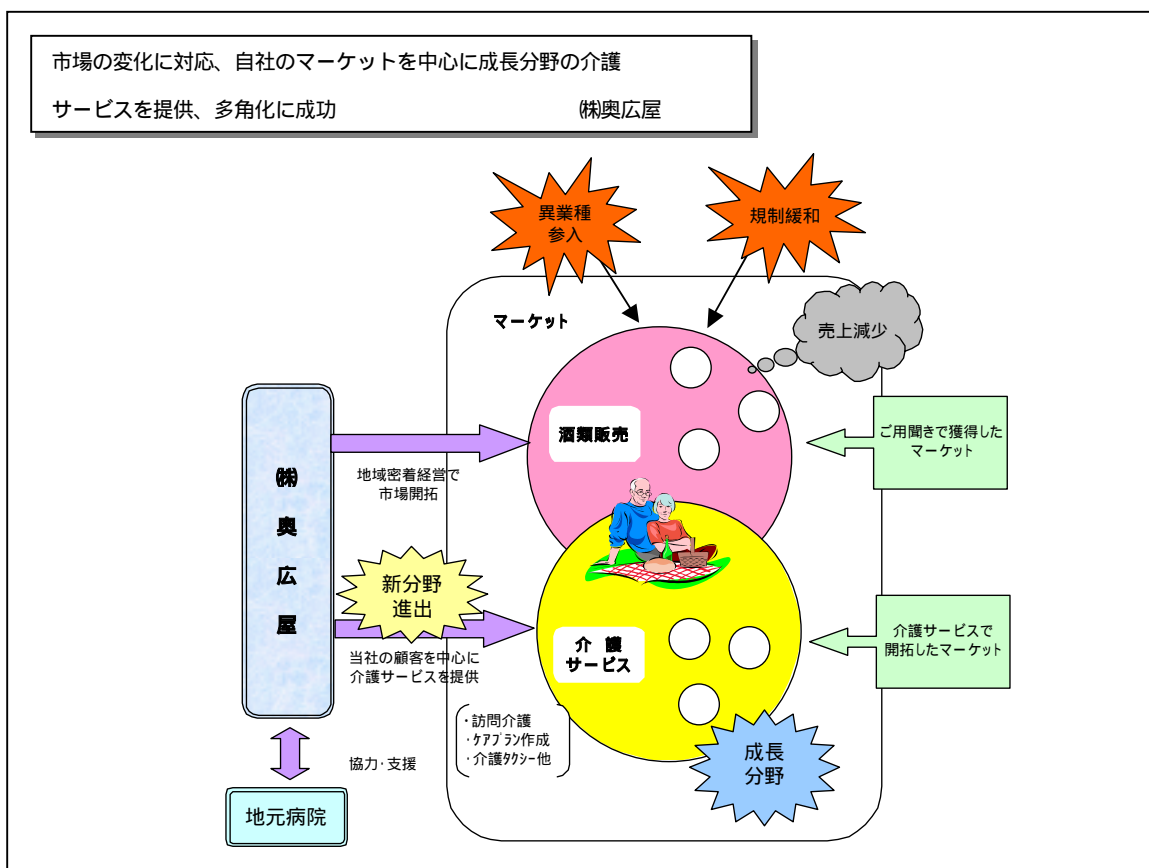 市場の変化に対応、自社のマーケットを中心に成長分野の介護
サービスを提供、多角化に成功 ㈱奥広屋
異業種
参入
規制緩和
マーケット
売上減少
酒類販売
ご用聞きで獲得した
マーケット
㈱
奥
広
屋
地域密着経営で
市場開拓
新分野
進出
当社の顧客を中心に
介護サービスを提供
介 護
サービス
介護サービスで
開拓したマーケット
・訪問介護
・ｹｱﾌﾟﾗﾝ作成
・介護ﾀｸｼｰ他
成長
分野
協力・支援
地元病院